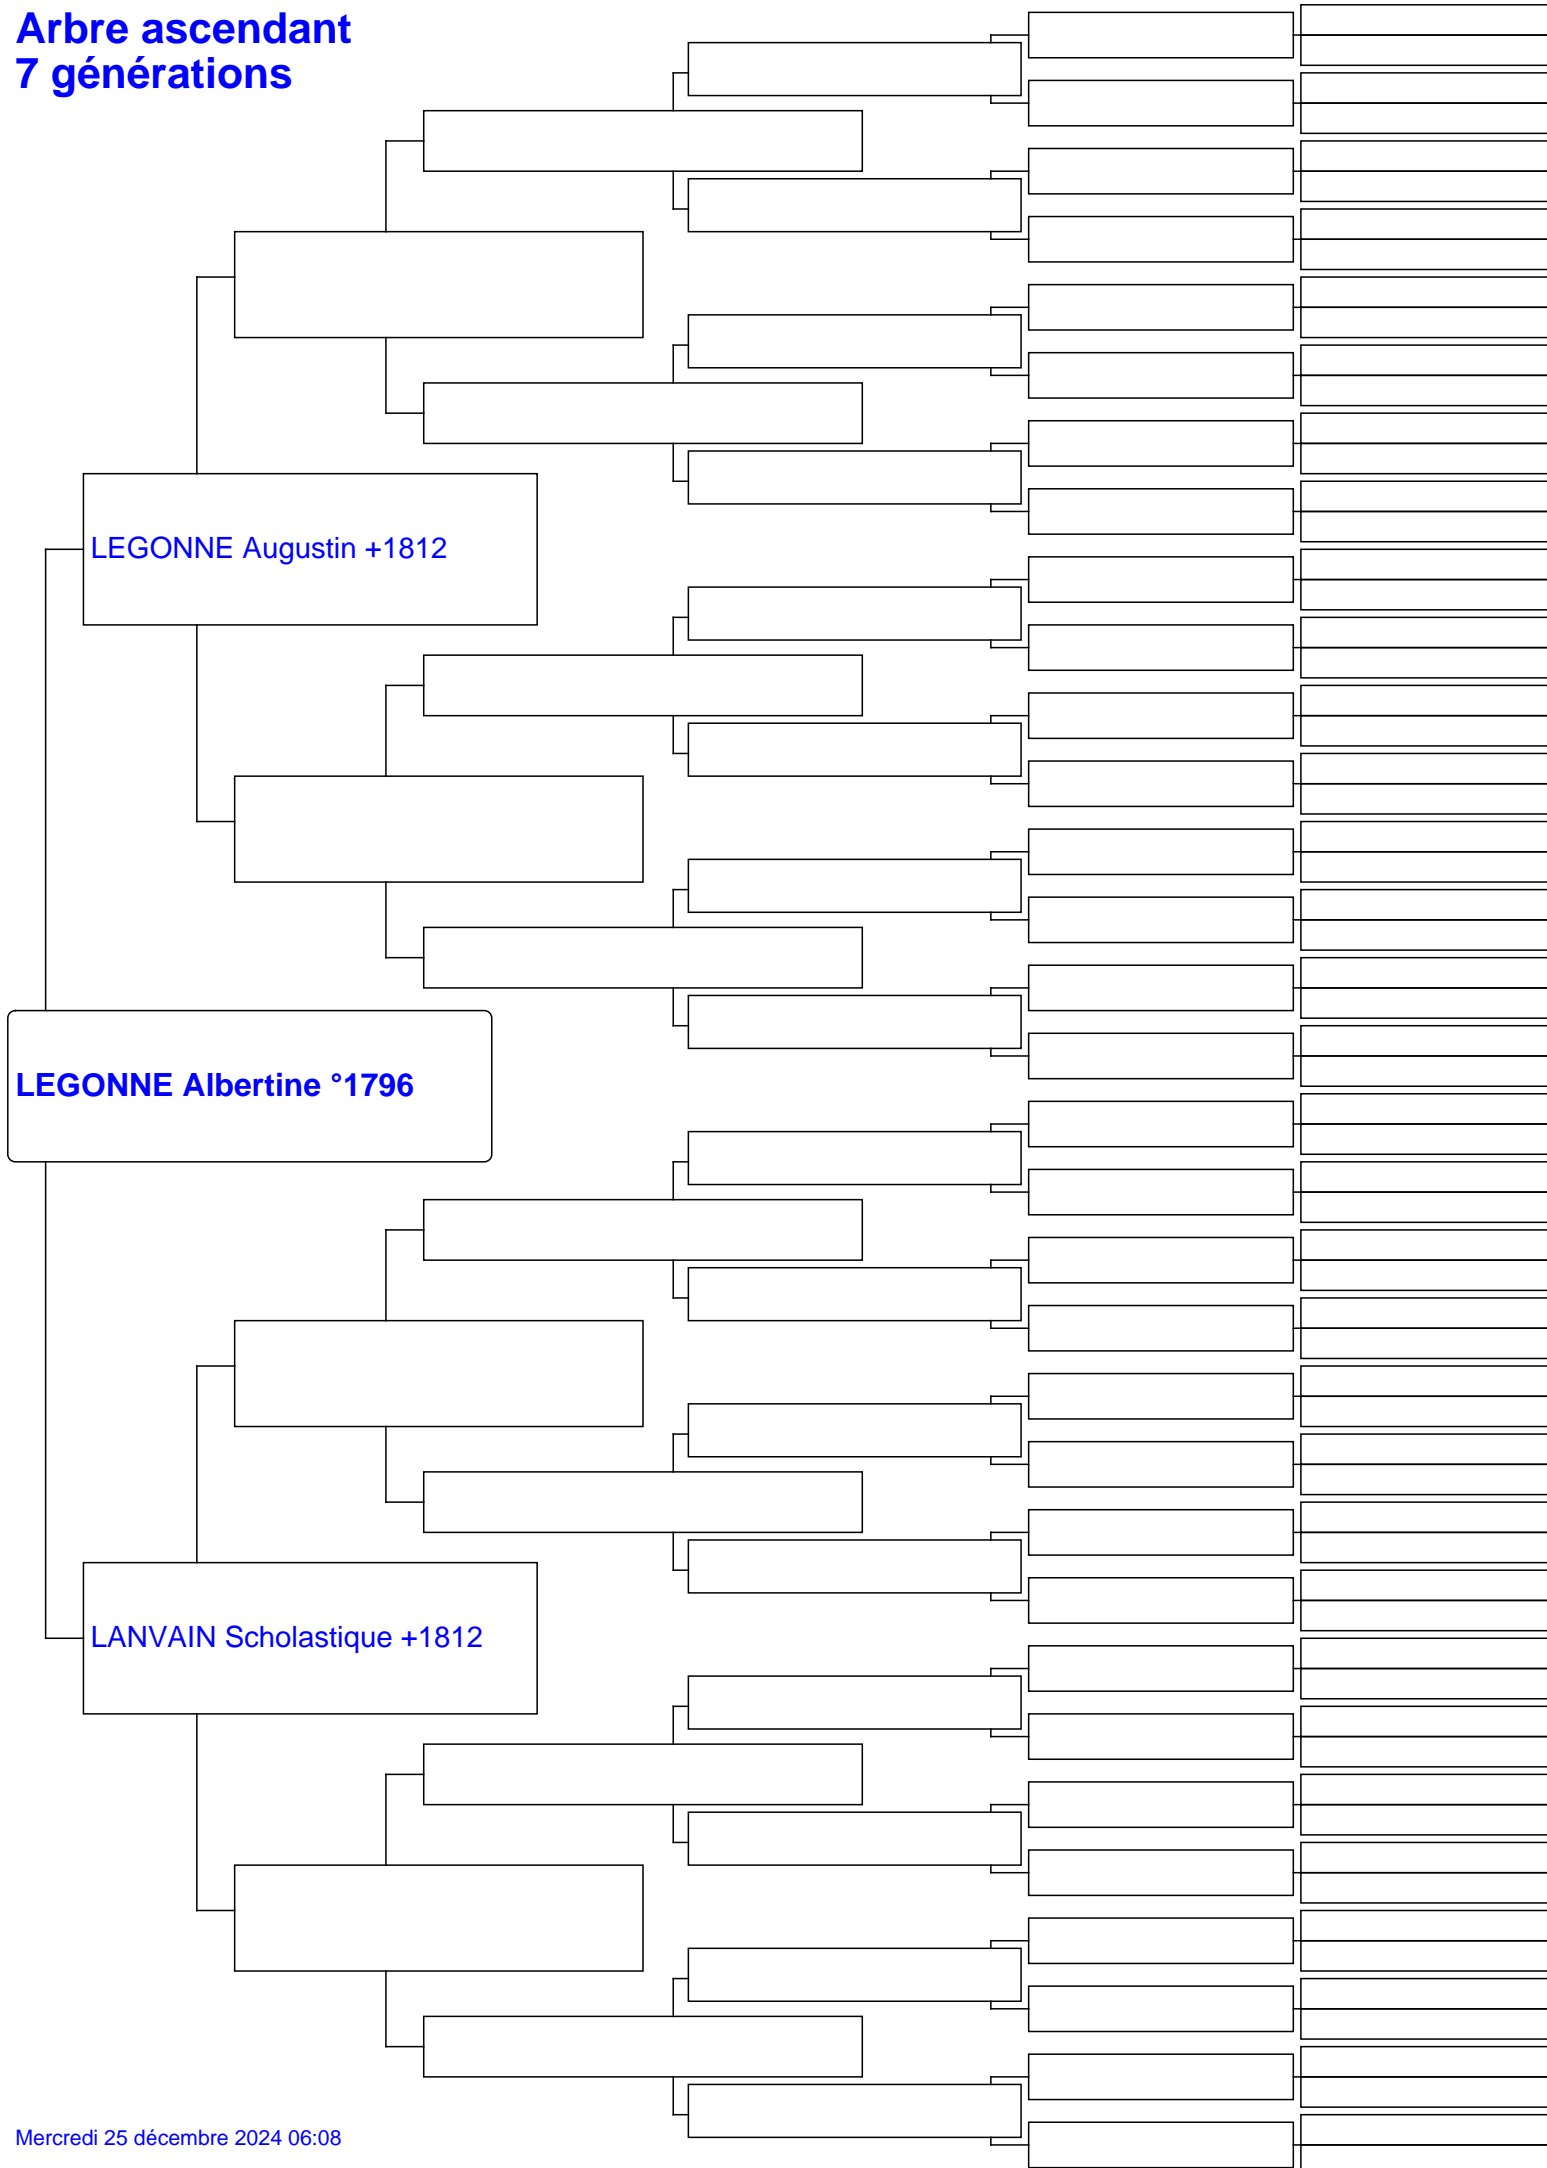 Arbre ascendant
7 générations
LEGONNE Augustin +1812
LEGONNE Albertine °1796
LANVAIN Scholastique +1812
Mercredi 25 décembre 2024 06:08